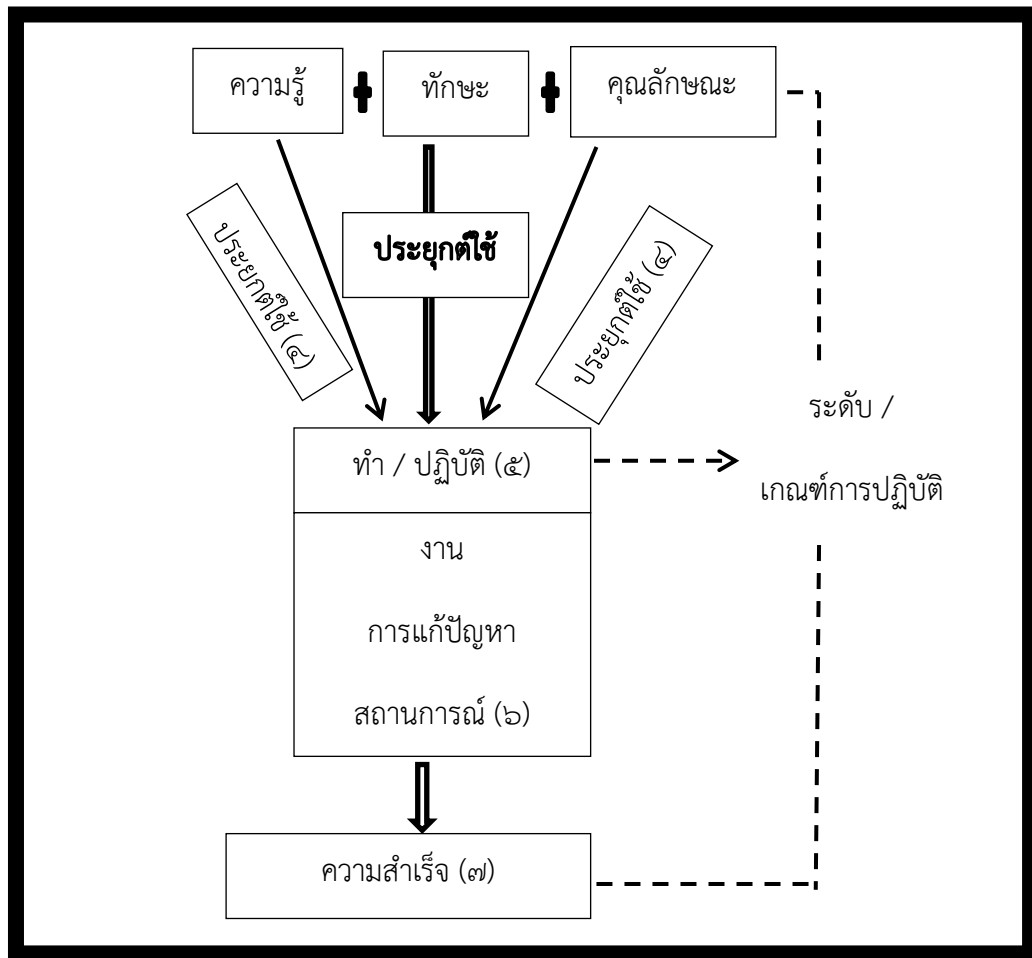 ความรู้
ทักษะ
คุณลักษณะ
ประยุกต์ใช้ (๔)
ประยุกต์ใช้
ประยุกต์ใช้ (๔)
ระดับ /
เกณฑ์การปฏิบัติ
ทำ / ปฏิบัติ (๕)
งาน
การแก้ปัญหา
สถานการณ์ (๖)
ความสำเร็จ (๗)